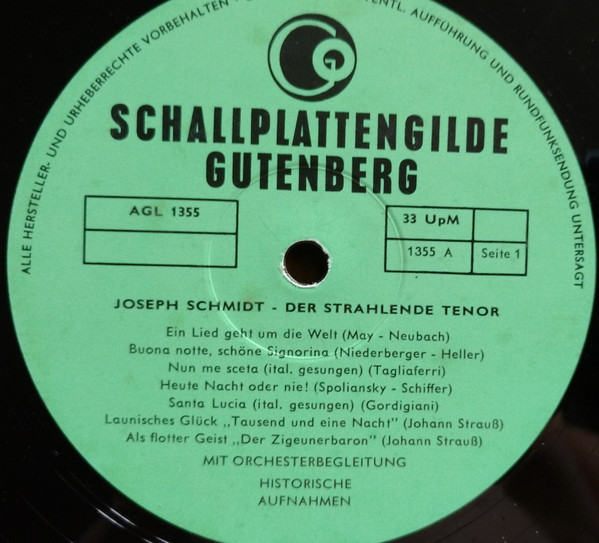 ALLE HERSTELLER- UND URHEBERRECHTE VORBEHALTEN
ENTL. AUFFÜHRUNG UND RUNDFUNKSENDUNG UNTERSAGT
SCHALLPLATTENGILDE
GUTENBERG
AGL 1355
33 UpM
1355 A Seite 1
JOSEPH SCHMIDT - DER STRAHLENDE TENOR
Ein Lied geht um die Welt (May - Neubach)
Buona notte, schöne Signorina (Niederberger - Heller)
Nun me sceta (ital. gesungen) (Tagliaferri)
Heute Nacht oder nie! (Spoliansky - Schiffer)
Santa Lucia (ital. gesungen) (Gordigiani)
Launisches Glück „Tausend und eine Nacht" (Johann Strauß)
Als flotter Geist „Der Zigeunerbaron" (Johann Strauß)
MIT ORCHESTERBEGLEITUNG
HISTORISCHE
AUFNAHMEN